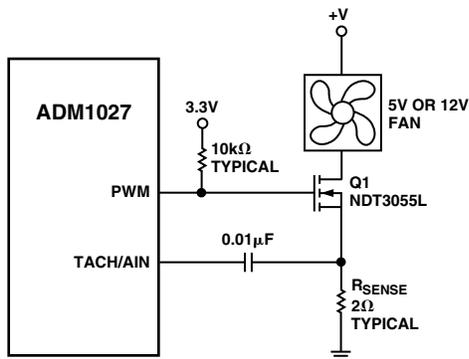 +V
ADM1027
5V OR 12V
FAN
3.3V
10kΩ
TYPICAL
Q1
NDT3055L
PWM
0.01μF
TACH/AIN
RSENSE
2Ω
TYPICAL